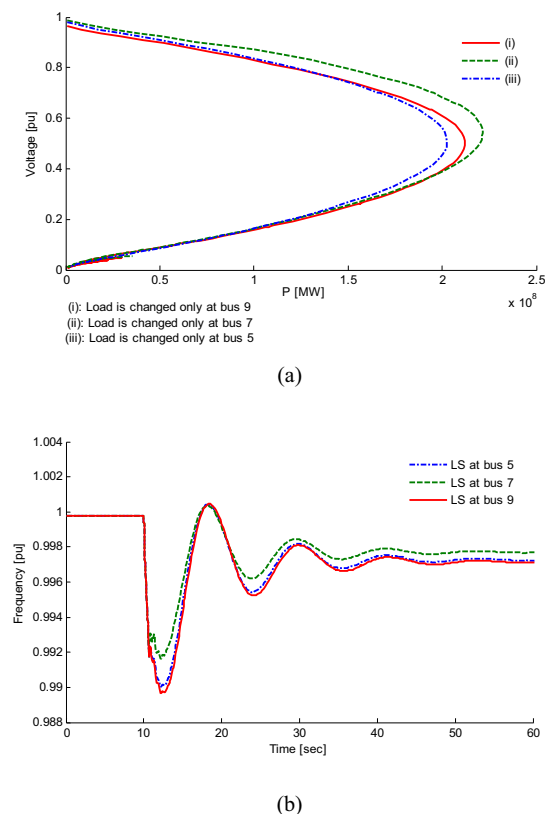 1
0.8
0.6
0.4
0.2
0
Voltage [pu]
(i)
(ii)
(iii)
0 0.5 1 1.5 2 2.5
P [MW]
x 10^8
(i): Load is changed only at bus 9
(ii): Load is changed only at bus 7
(iii): Load is changed only at bus 5
(a)
1.004
1.002
1
0.998
0.996
0.994
0.992
0.99
0.988
Frequency [pu]
LS at bus 5
LS at bus 7
LS at bus 9
0 10 20 30 40 50 60
Time [sec]
(b)